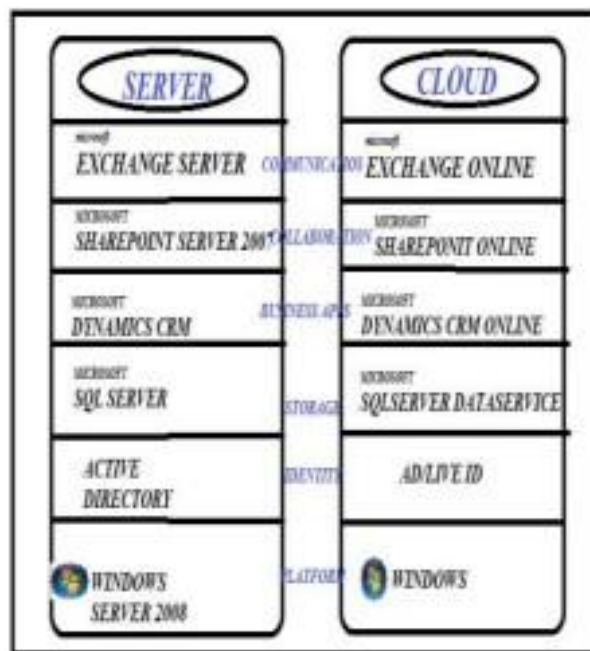 SERVER
CLOUD
microsoft
EXCHANGE SERVER
COMMUNICATION
microsoft
EXCHANGE ONLINE
MICROSOFT
SHAREPOINT SERVER 2007
COLLABORATION
MICROSOFT
SHAREPONIT ONLINE
MICROSOFT
DYNAMICS CRM
BUSINESS APPS
MICROSOFT
DYNAMICS CRM ONLINE
MICROSOFT
SQL SERVER
STORAGE
MICROSOFT
SQLSERVER DATASERVICE
ACTIVE
DIRECTORY
IDENTITY
AD/LIVE ID
WINDOWS
SERVER 2008
PLATFORM
WINDOWS